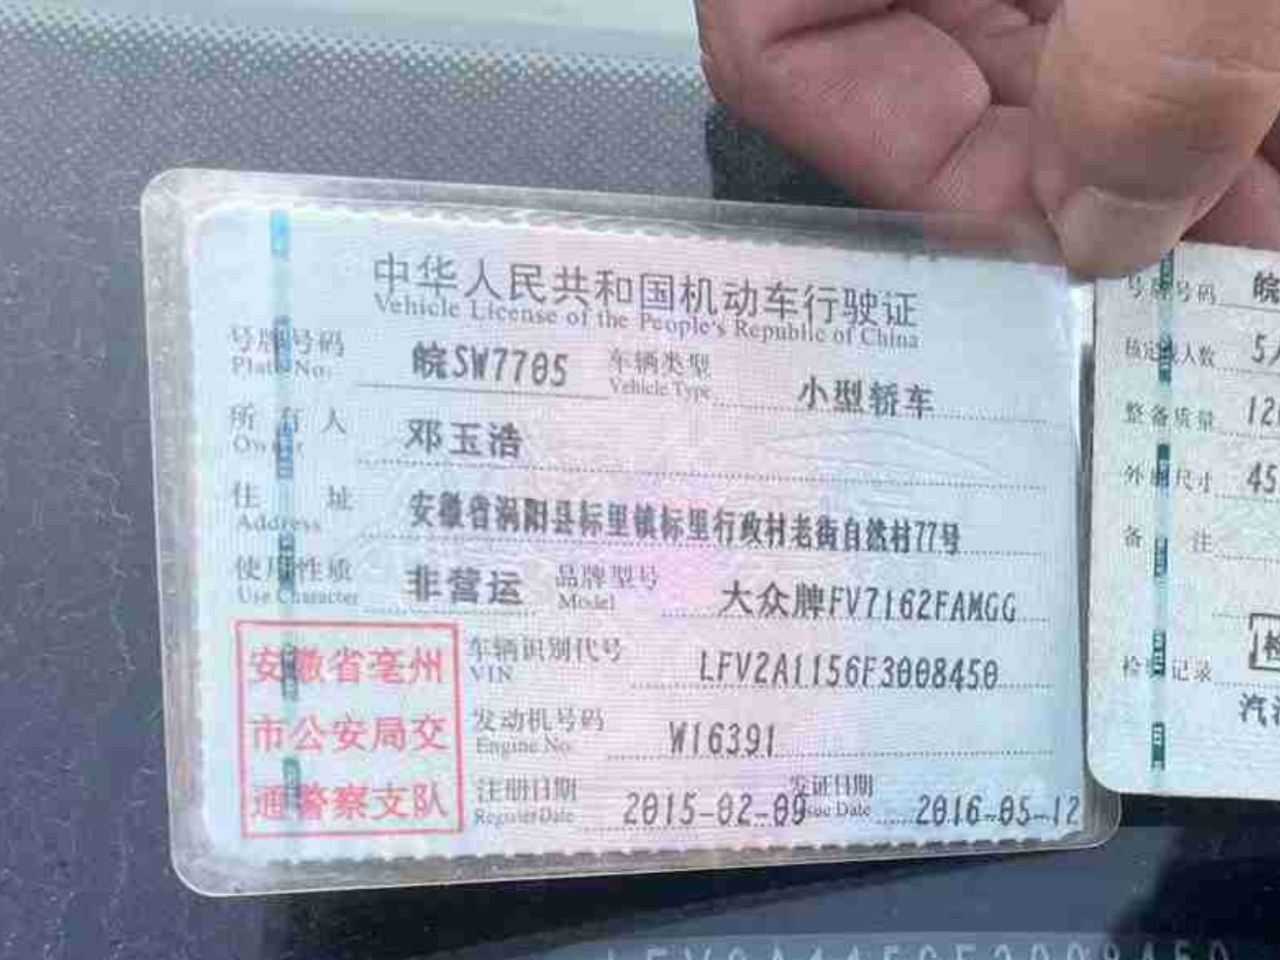 中华人民共和国机动车行驶证
Vehicle License of the People's Republic of China
号牌号码 皖SW7705 车辆类型 小型轿车
Plate No. Vehicle Type
所有人 邓玉浩
Owner
住址 安徽省涡阳县标里镇标里行政村老街自然村77号
Address
使用性质 非营运 品牌型号 大众牌FV7162FAMGG
Use Character Model
车辆识别代号 LFV2A1156F3008450
VIN
发动机号码 W16391
Engine No.
注册日期 2015-02-09 发证日期 2016-05-12
Register Date Issue Date
安徽省亳州
市公安局交
通警察支队
号牌号码 皖
核定载人数 5人
整备质量 12
外廓尺寸 45
备注
检验记录
汽
LFV2A1156F3008450